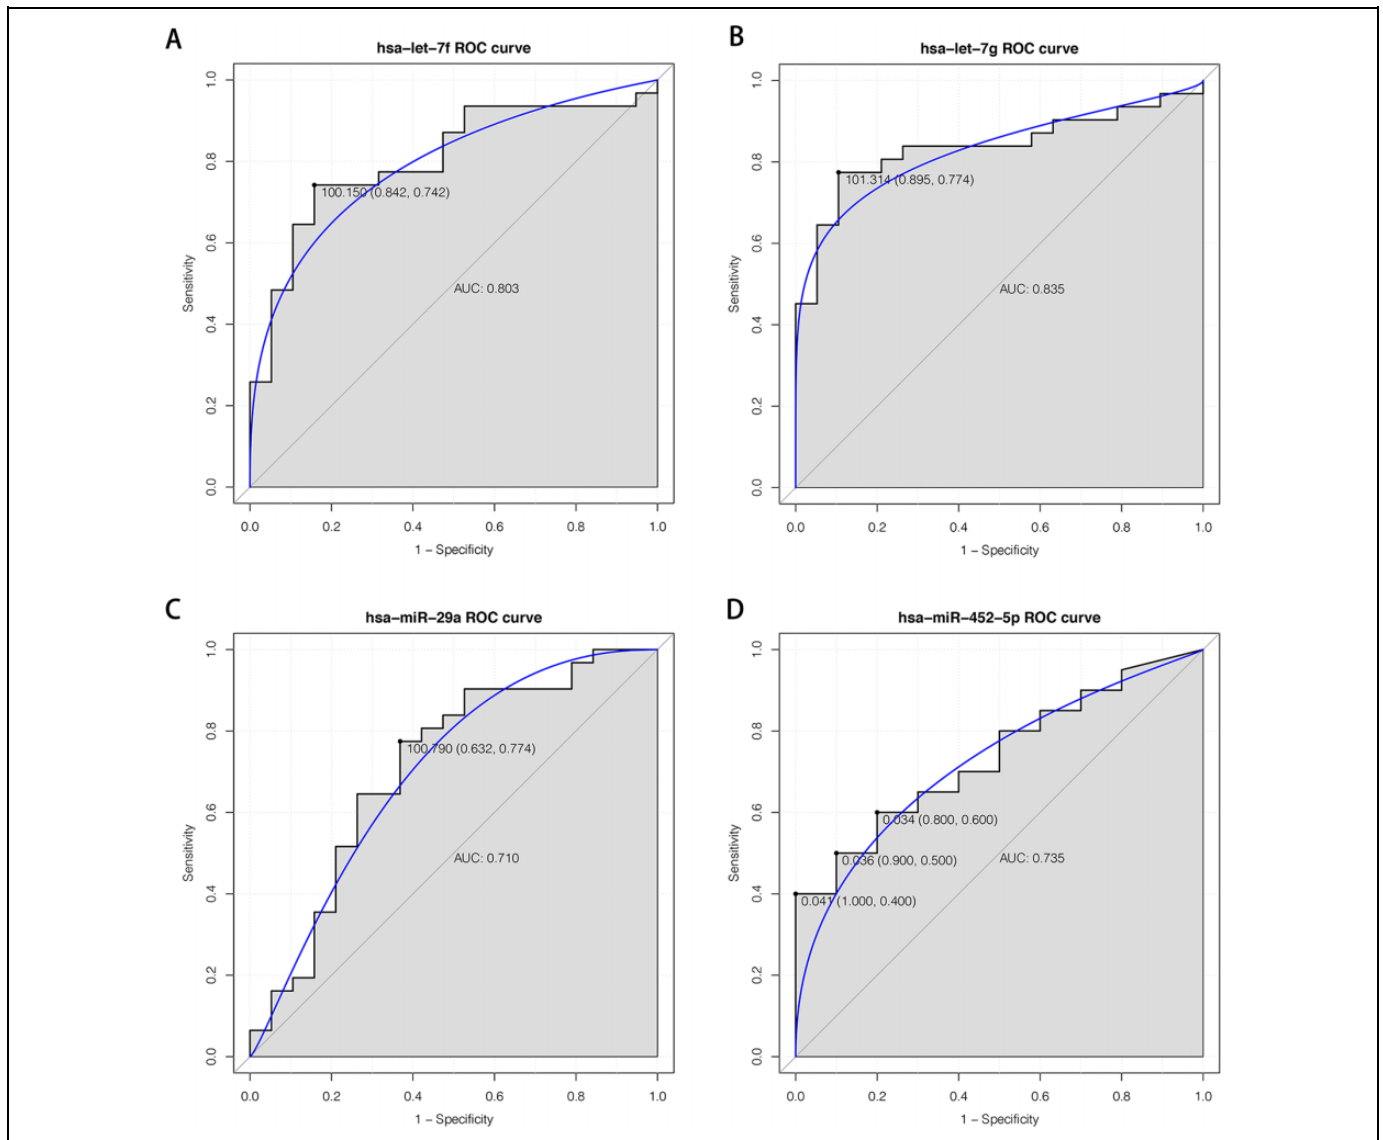 A
hsa–let–7f ROC curve
1.0
0.8
0.6
0.4
0.2
0.0
Sensitivity
100.150 (0.842, 0.742)
AUC: 0.803
0.0 0.2 0.4 0.6 0.8 1.0
1 – Specificity
B
hsa–let–7g ROC curve
1.0
0.8
0.6
0.4
0.2
0.0
Sensitivity
101.314 (0.895, 0.774)
AUC: 0.835
0.0 0.2 0.4 0.6 0.8 1.0
1 – Specificity
C
hsa–miR–29a ROC curve
1.0
0.8
0.6
0.4
0.2
0.0
Sensitivity
100.790 (0.632, 0.774)
AUC: 0.710
0.0 0.2 0.4 0.6 0.8 1.0
1 – Specificity
D
hsa–miR–452–5p ROC curve
1.0
0.8
0.6
0.4
0.2
0.0
Sensitivity
0.034 (0.800, 0.600)
0.036 (0.900, 0.500)
AUC: 0.735
0.041 (1.000, 0.400)
0.0 0.2 0.4 0.6 0.8 1.0
1 – Specificity